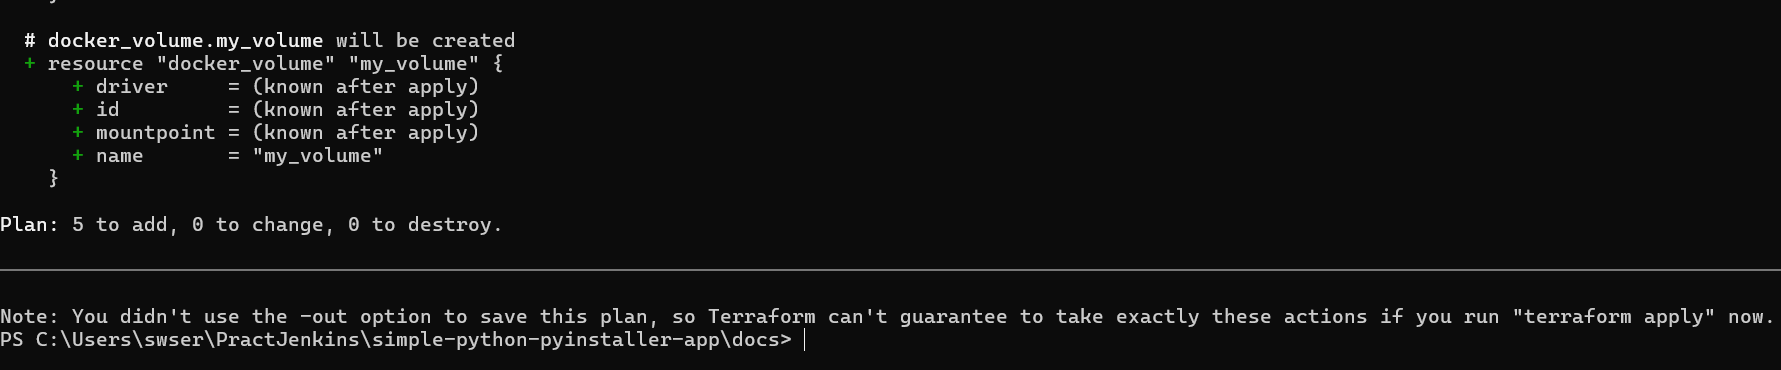 }
# docker_volume.my_volume will be created
+ resource "docker_volume" "my_volume" {
+ driver     = (known after apply)
+ id         = (known after apply)
+ mountpoint = (known after apply)
+ name       = "my_volume"
}
Plan: 5 to add, 0 to change, 0 to destroy.
Note: You didn't use the -out option to save this plan, so Terraform can't guarantee to take exactly these actions if you run "terraform apply" now.
PS C:\Users\swser\PractJenkins\simple-python-pyinstaller-app\docs>